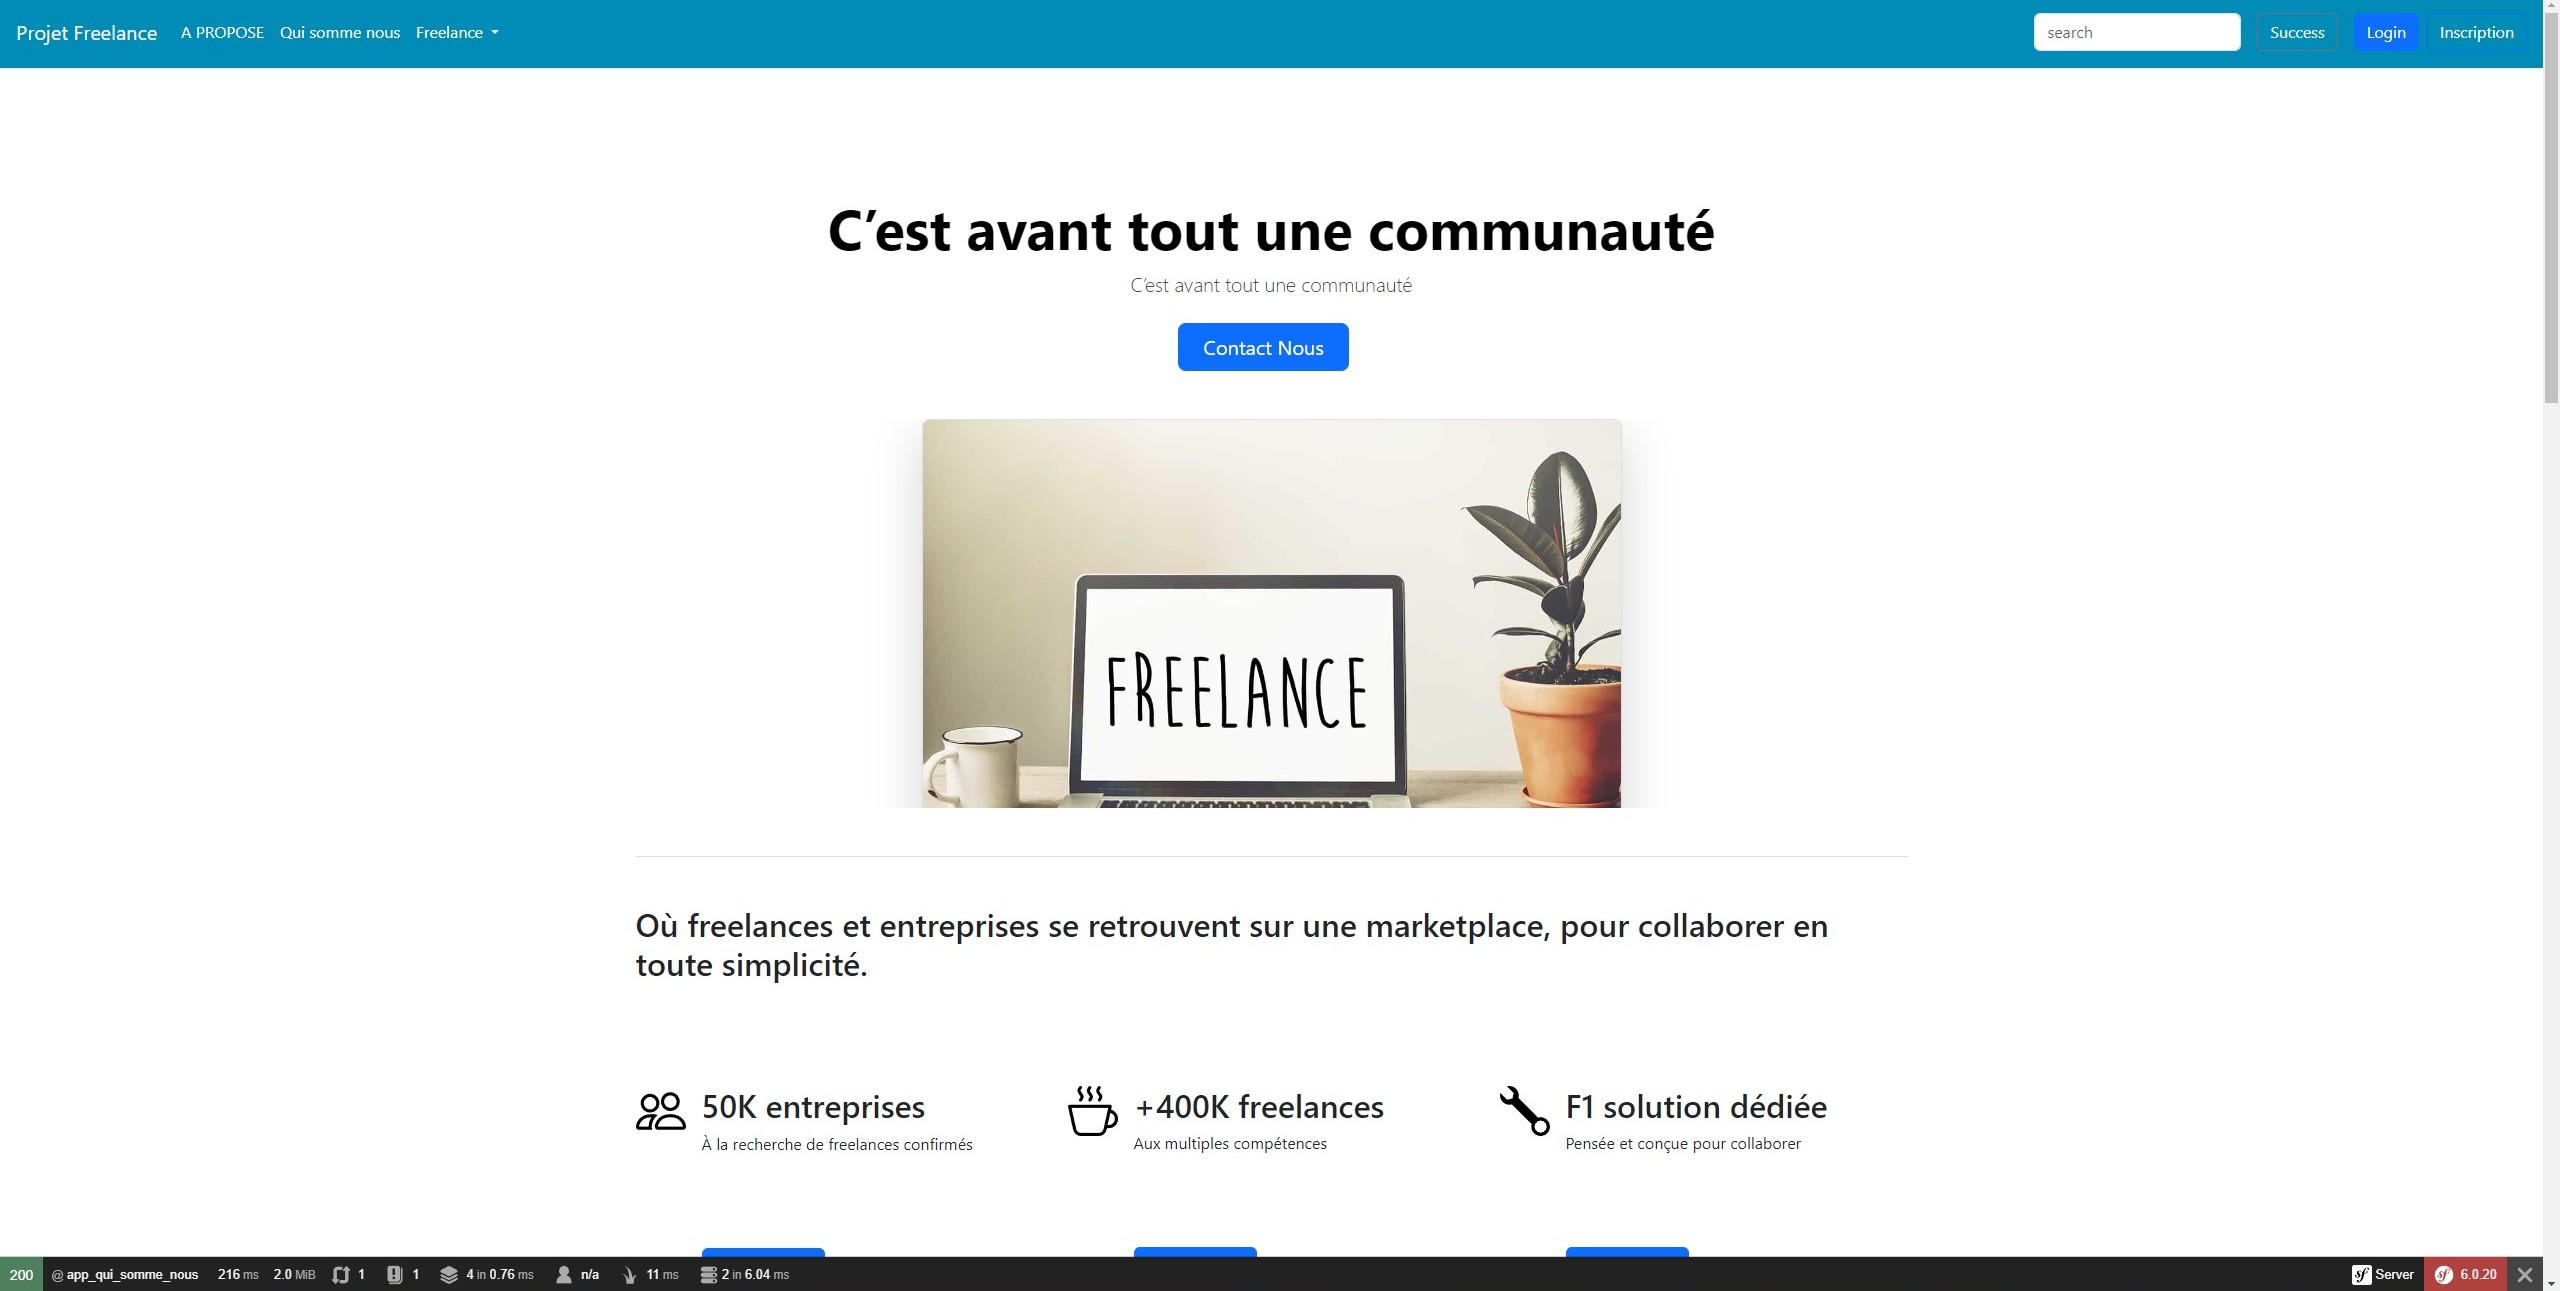 Projet Freelance A PROPOSE Qui somme nous Freelance search Success Login Inscription
C’est avant tout une communauté
C’est avant tout une communauté
Contact Nous
FREELANCE
Où freelances et entreprises se retrouvent sur une marketplace, pour collaborer en
toute simplicité.
50K entreprises
À la recherche de freelances confirmés
+400K freelances
Aux multiples compétences
F1 solution dédiée
Pensée et conçue pour collaborer
200 @ app_qui_somme_nous 216 ms 2.0 MiB 1 1 4 in 0.76 ms n/a 11 ms 2 in 6.04 ms sf Server sf 6.0.20